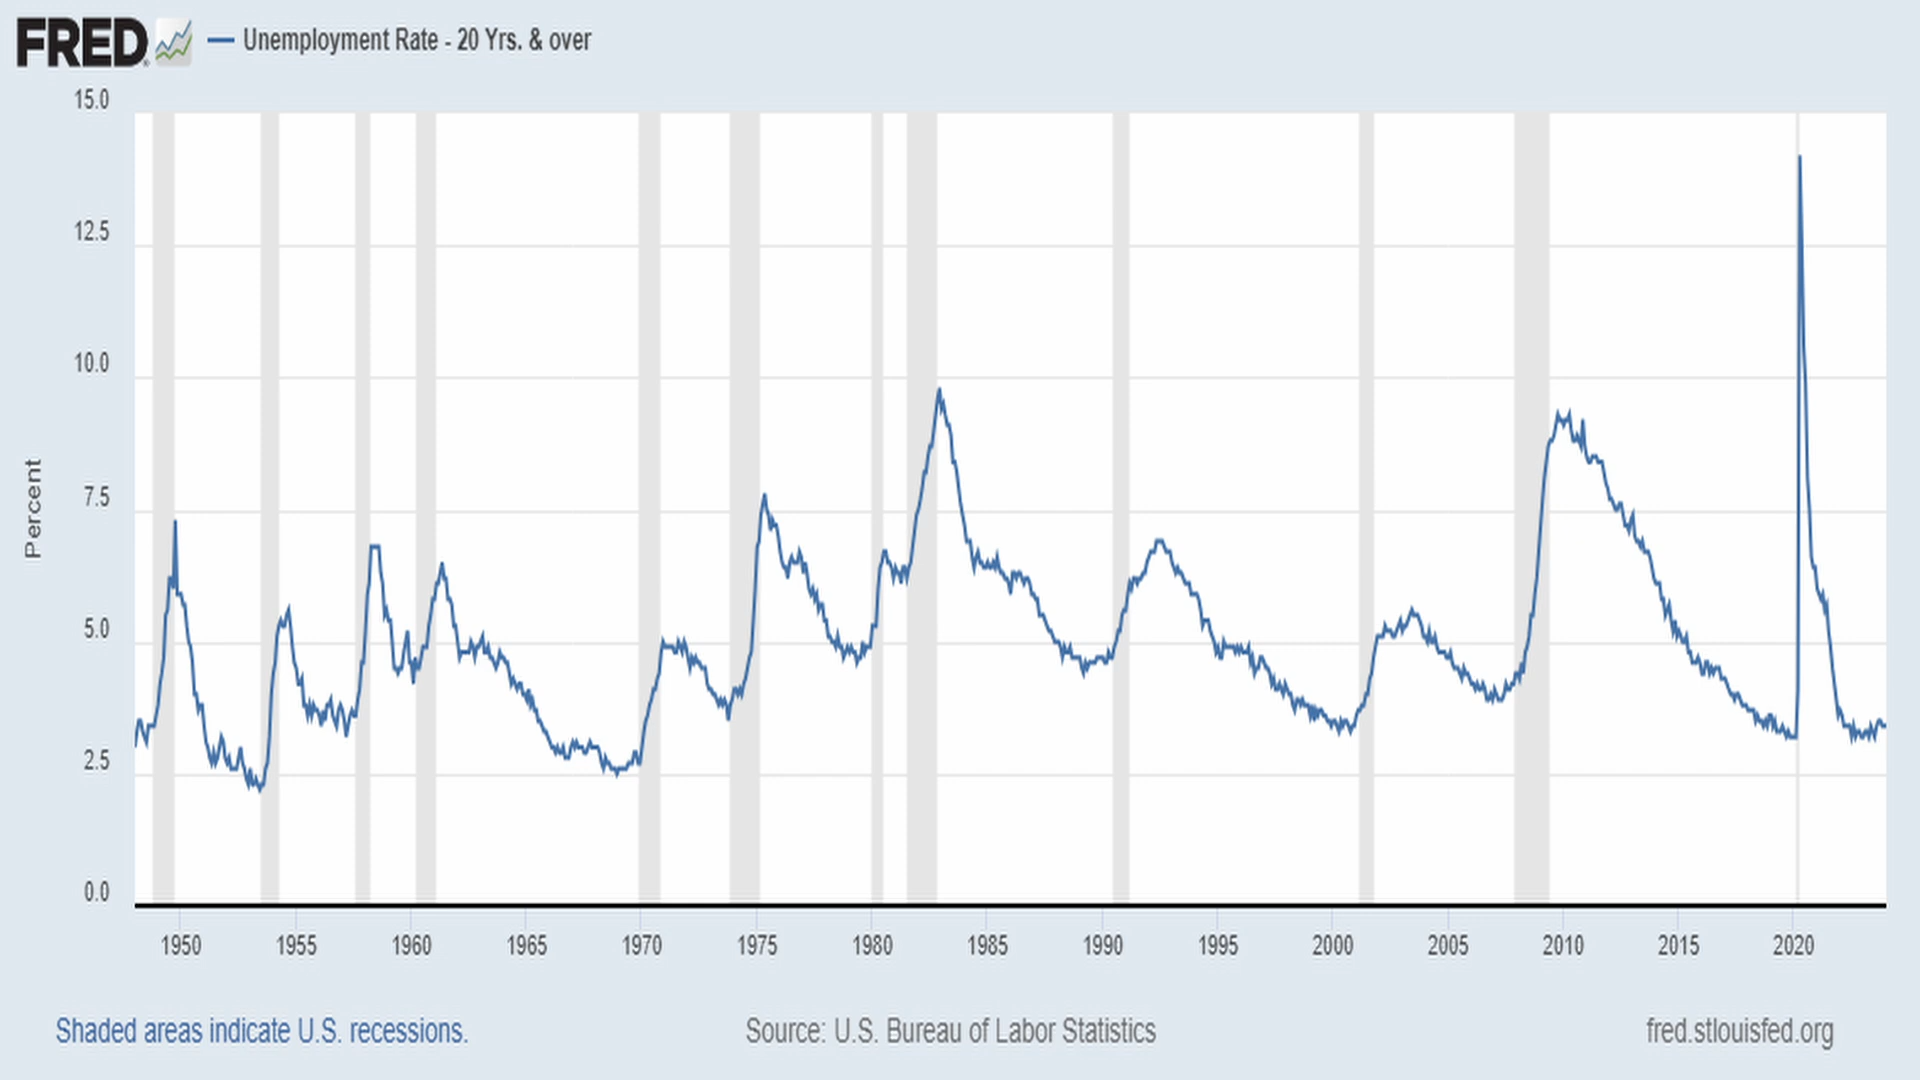 FRED® Unemployment Rate - 20 Yrs. & over
15.0
12.5
10.0
7.5
5.0
2.5
0.0
Percent
1950 1955 1960 1965 1970 1975 1980 1985 1990 1995 2000 2005 2010 2015 2020
Shaded areas indicate U.S. recessions. Source: U.S. Bureau of Labor Statistics fred.stlouisfed.org